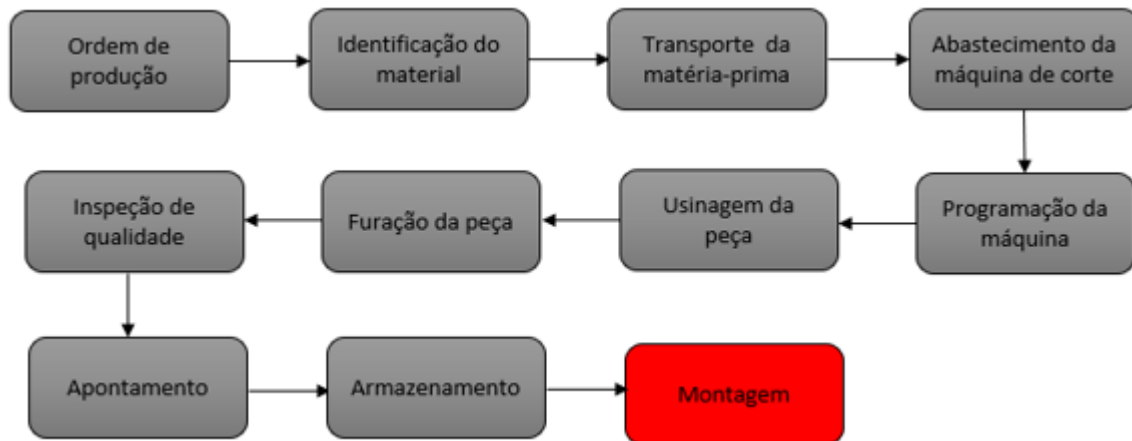 Ordem de
produção
Identificação do
material
Transporte da
matéria-prima
Abastecimento da
máquina de corte
Programação da
máquina
Usinagem da
peça
Furação da peça
Inspeção de
qualidade
Apontamento
Armazenamento
Montagem